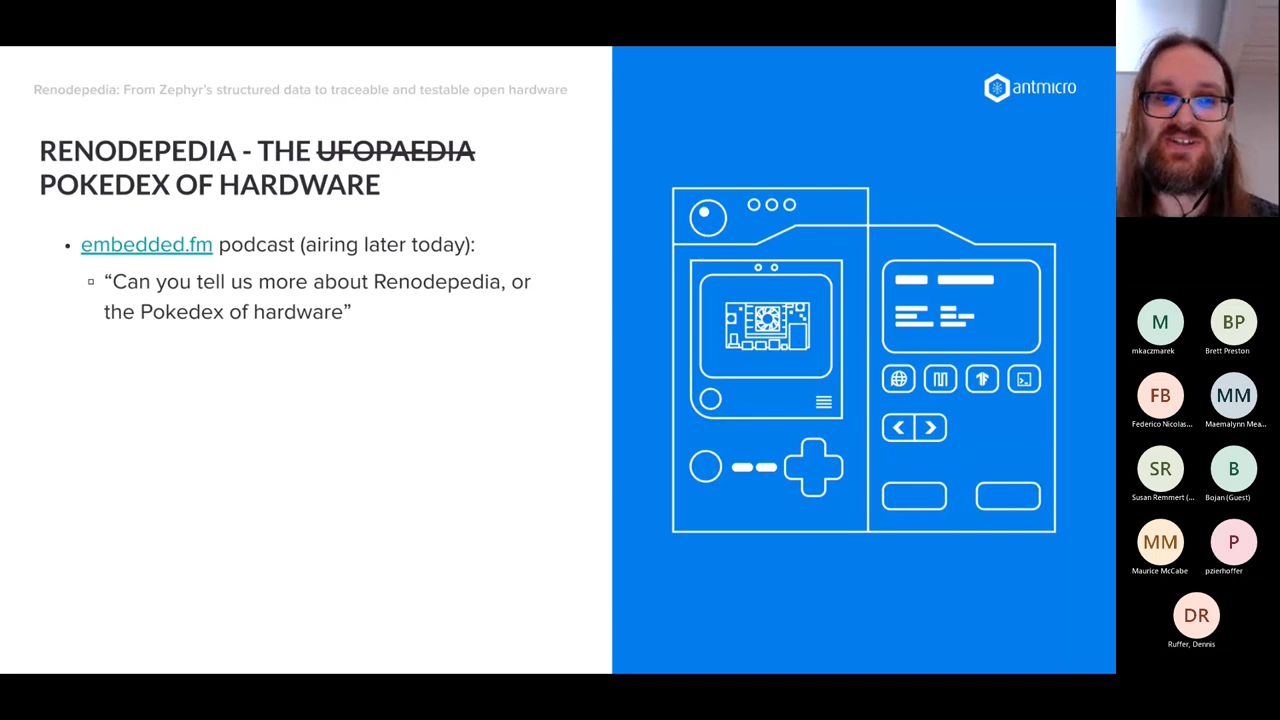 Renodepedia: From Zephyr's structured data to traceable and testable open hardware
antmicro
RENODEPEDIA - THE UFOPAEDIA
POKEDEX OF HARDWARE
• embedded.fm podcast (airing later today):
▫ “Can you tell us more about Renodepedia, or
the Pokedex of hardware”
M
mkaczmarek
BP
Brett Preston
FB
Federico Nicolas...
MM
Maemalynn Mea...
SR
Susan Remmert (...
B
Bojan (Guest)
MM
Maurice McCabe
P
pzierhoffer
DR
Ruffer, Dennis